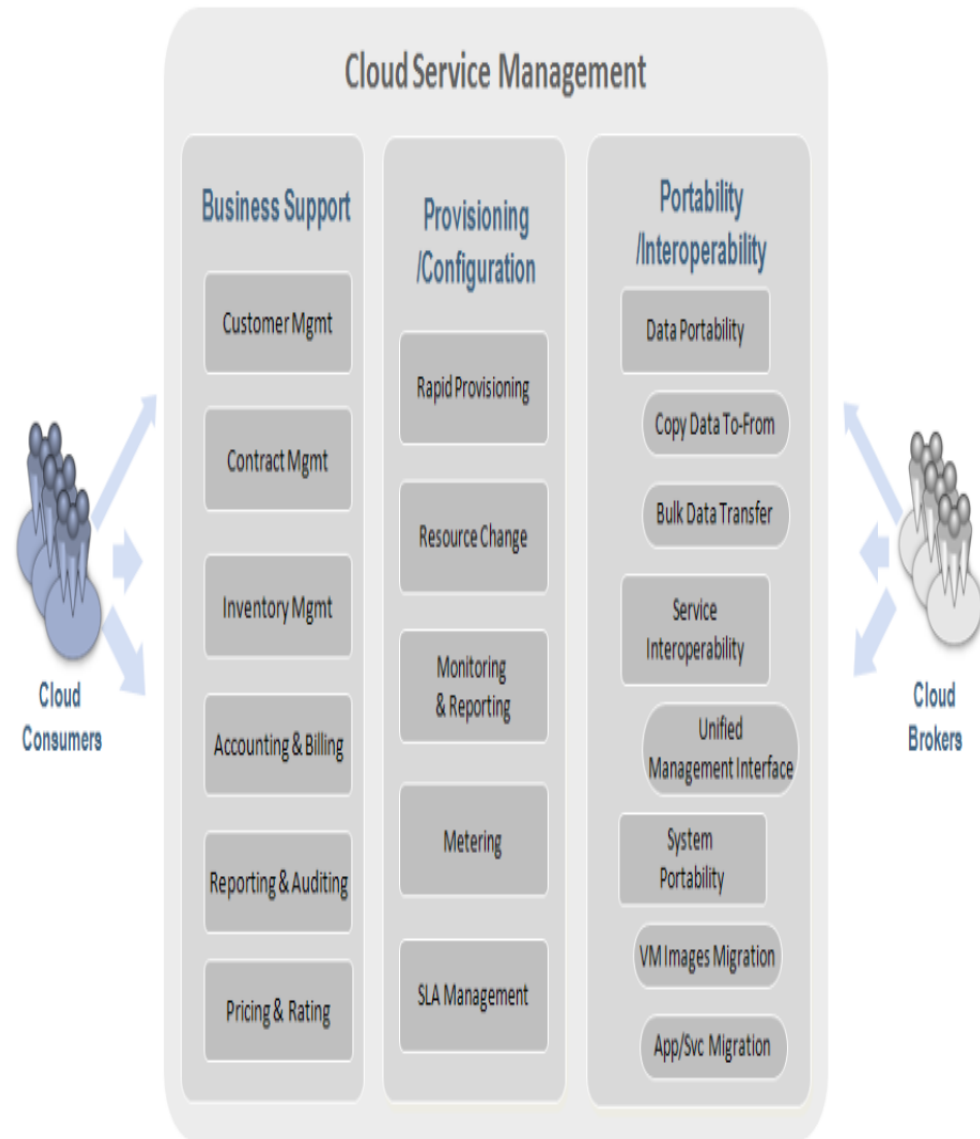 Cloud Service Management
Business Support
Customer Mgmt
Contract Mgmt
Inventory Mgmt
Accounting & Billing
Reporting & Auditing
Pricing & Rating
Provisioning
/Configuration
Rapid Provisioning
Resource Change
Monitoring
& Reporting
Metering
SLA Management
Portability
/Interoperability
Data Portability
Copy Data To-From
Bulk Data Transfer
Service
Interoperability
Unified
Management Interface
System
Portability
VM Images Migration
App/Svc Migration
Cloud
Consumers
Cloud
Brokers